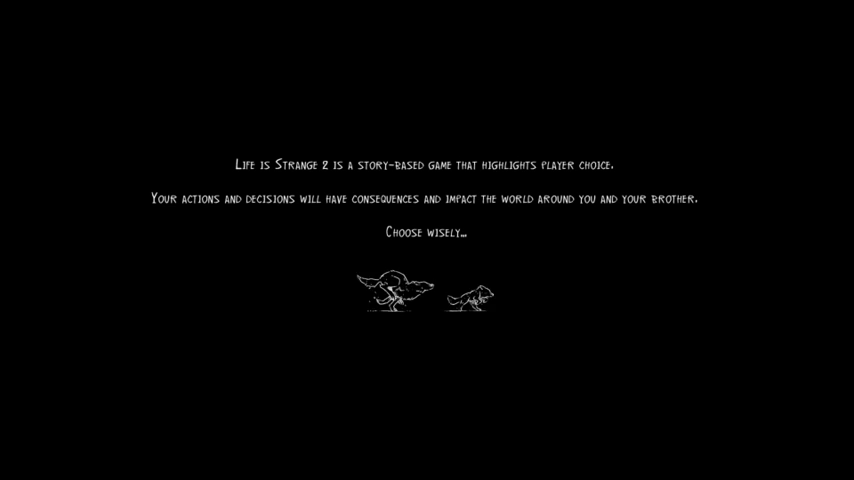 Life is Strange 2 is a story-based game that highlights player choice.
Your actions and decisions will have consequences and impact the world around you and your brother.
Choose wisely...